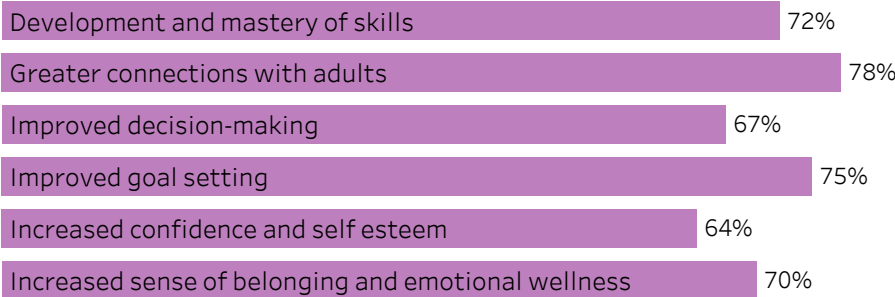 Development and mastery of skills 72%
Greater connections with adults 78%
Improved decision-making 67%
Improved goal setting 75%
Increased confidence and self esteem 64%
Increased sense of belonging and emotional wellness 70%